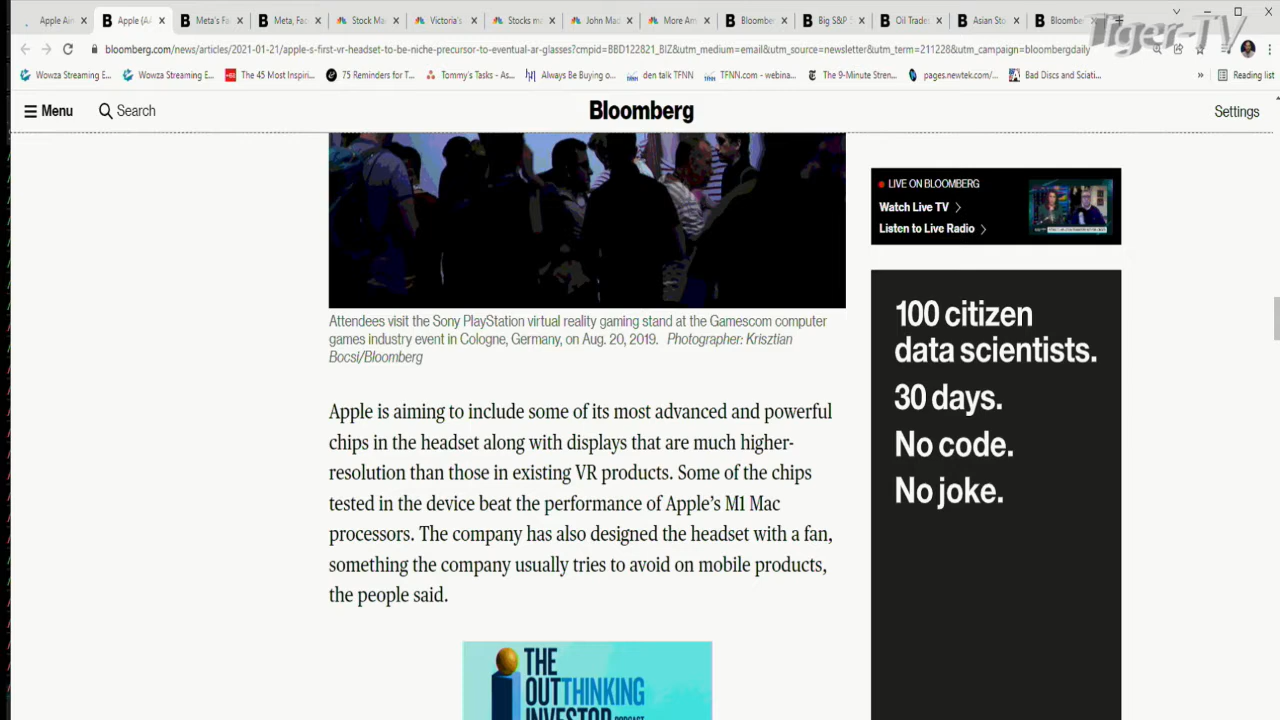 Apple Ain
Apple (AA
Meta's Fa
Meta, Fac
Stock Ma
Victoria's
Stocks mo
John Mad
More Am
Bloomber
Big S&P 5
Oil Trade
Asian Sto
Bloombe
Tiger-TV
bloomberg.com/news/articles/2021-01-21/apple-s-first-vr-headset-to-be-niche-precursor-to-eventual-ar-glasses?cmpid=BBD122821_BIZ&utm_medium=email&utm_source=newsletter&utm_term=211228&utm_campaign=bloombergdaily
Wowza Streaming E...
Wowza Streaming E...
The 45 Most Inspiri...
75 Reminders for T...
Tommy's Tasks - As...
Always Be Buying o...
den talk TFNN
TFNN.com - webina...
The 9-Minute Stren...
pages.newtek.com/...
Bad Discs and Sciati...
»
Reading list
Menu
Search
Bloomberg
Settings
Attendees visit the Sony PlayStation virtual reality gaming stand at the Gamescom computer
games industry event in Cologne, Germany, on Aug. 20, 2019. Photographer: Krisztian
Bocsi/Bloomberg
Apple is aiming to include some of its most advanced and powerful
chips in the headset along with displays that are much higher-
resolution than those in existing VR products. Some of the chips
tested in the device beat the performance of Apple's M1 Mac
processors. The company has also designed the headset with a fan,
something the company usually tries to avoid on mobile products,
the people said.
LIVE ON BLOOMBERG
Watch Live TV
Listen to Live Radio
100 citizen
data scientists.
30 days.
No code.
No joke.
THE
OUTTHINKING
INVESTOR PODCAST